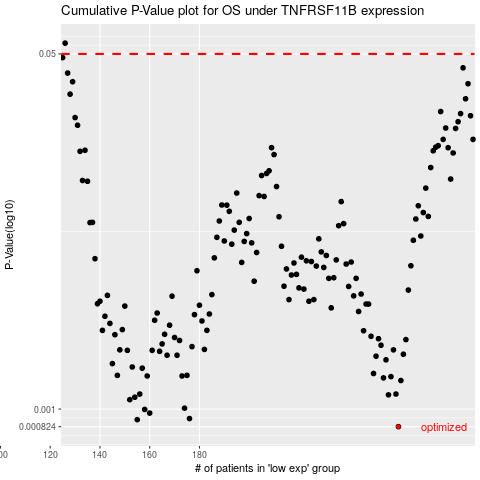 Cumulative P-Value plot for OS under TNFRSF11B expression
0.05
P-Value(log10)
0.001
0.000824
optimized
00 120 140 160 180
# of patients in 'low exp' group